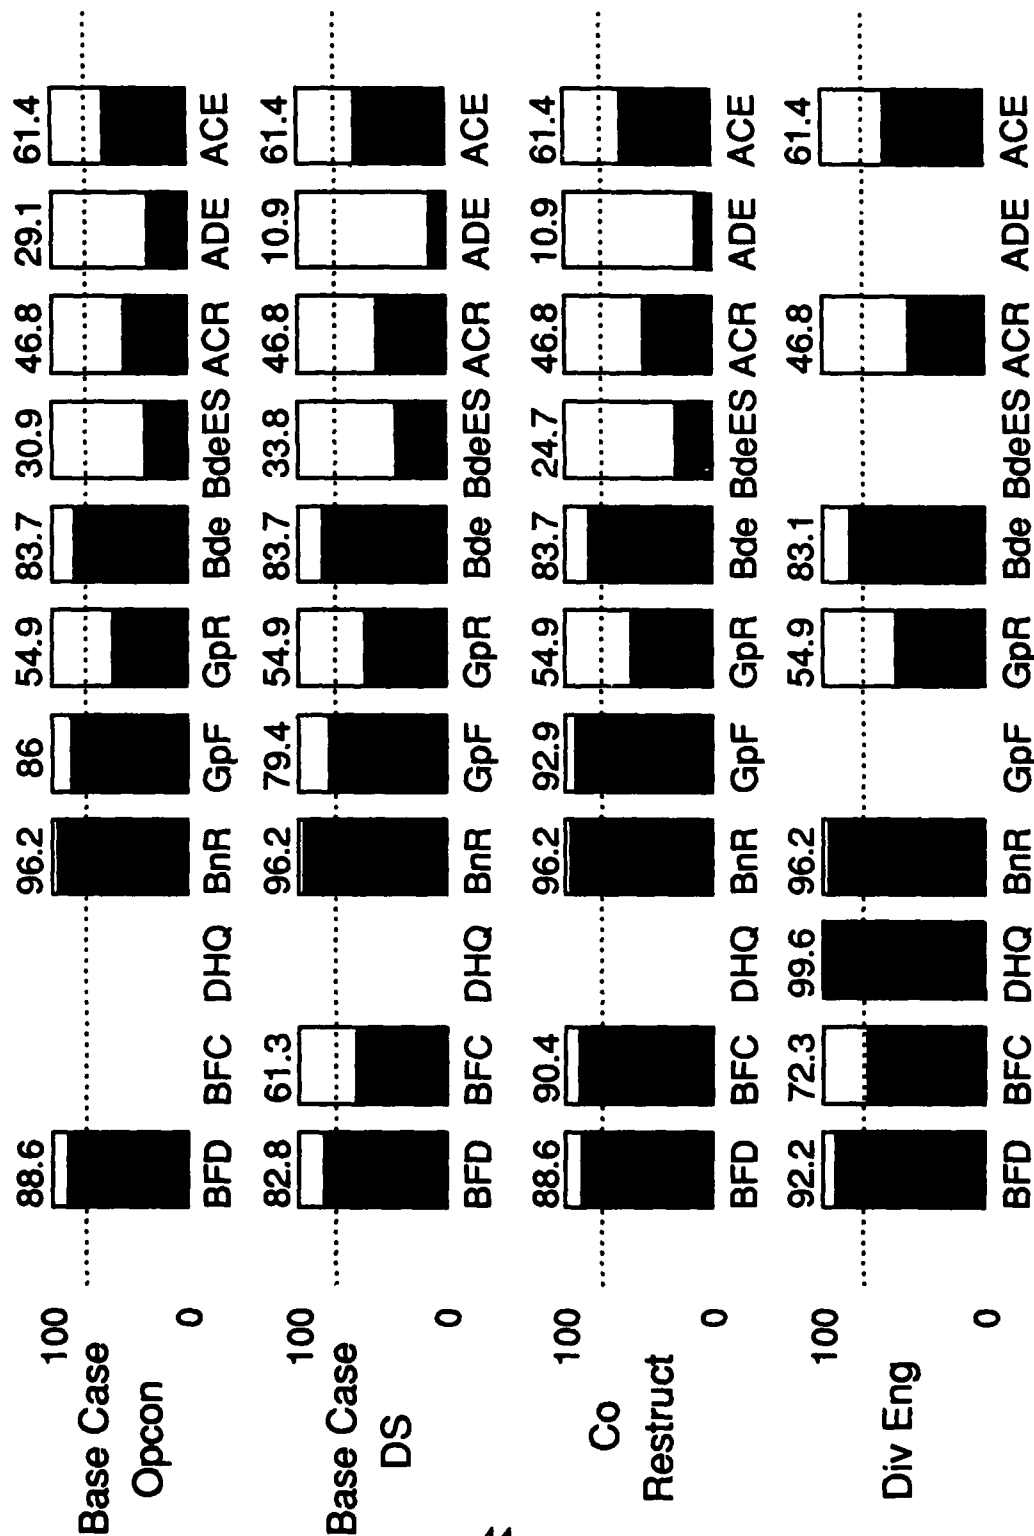 Base Case
Opcon
100
0
88.6 96.2 86 54.9 83.7 30.9 46.8 29.1 61.4
BFD BFC DHQ BnR GpF GpR Bde BdeES ACR ADE ACE
Base Case
DS
100
0
82.8 61.3 96.2 79.4 54.9 83.7 33.8 46.8 10.9 61.4
BFD BFC DHQ BnR GpF GpR Bde BdeES ACR ADE ACE
Co
Restruct
100
0
88.6 90.4 96.2 92.9 54.9 83.7 24.7 46.8 10.9 61.4
BFD BFC DHQ BnR GpF GpR Bde BdeES ACR ADE ACE
Div Eng
100
0
92.2 72.3 99.6 96.2 54.9 83.1 46.8 61.4
BFD BFC DHQ BnR GpF GpR Bde BdeES ACR ADE ACE